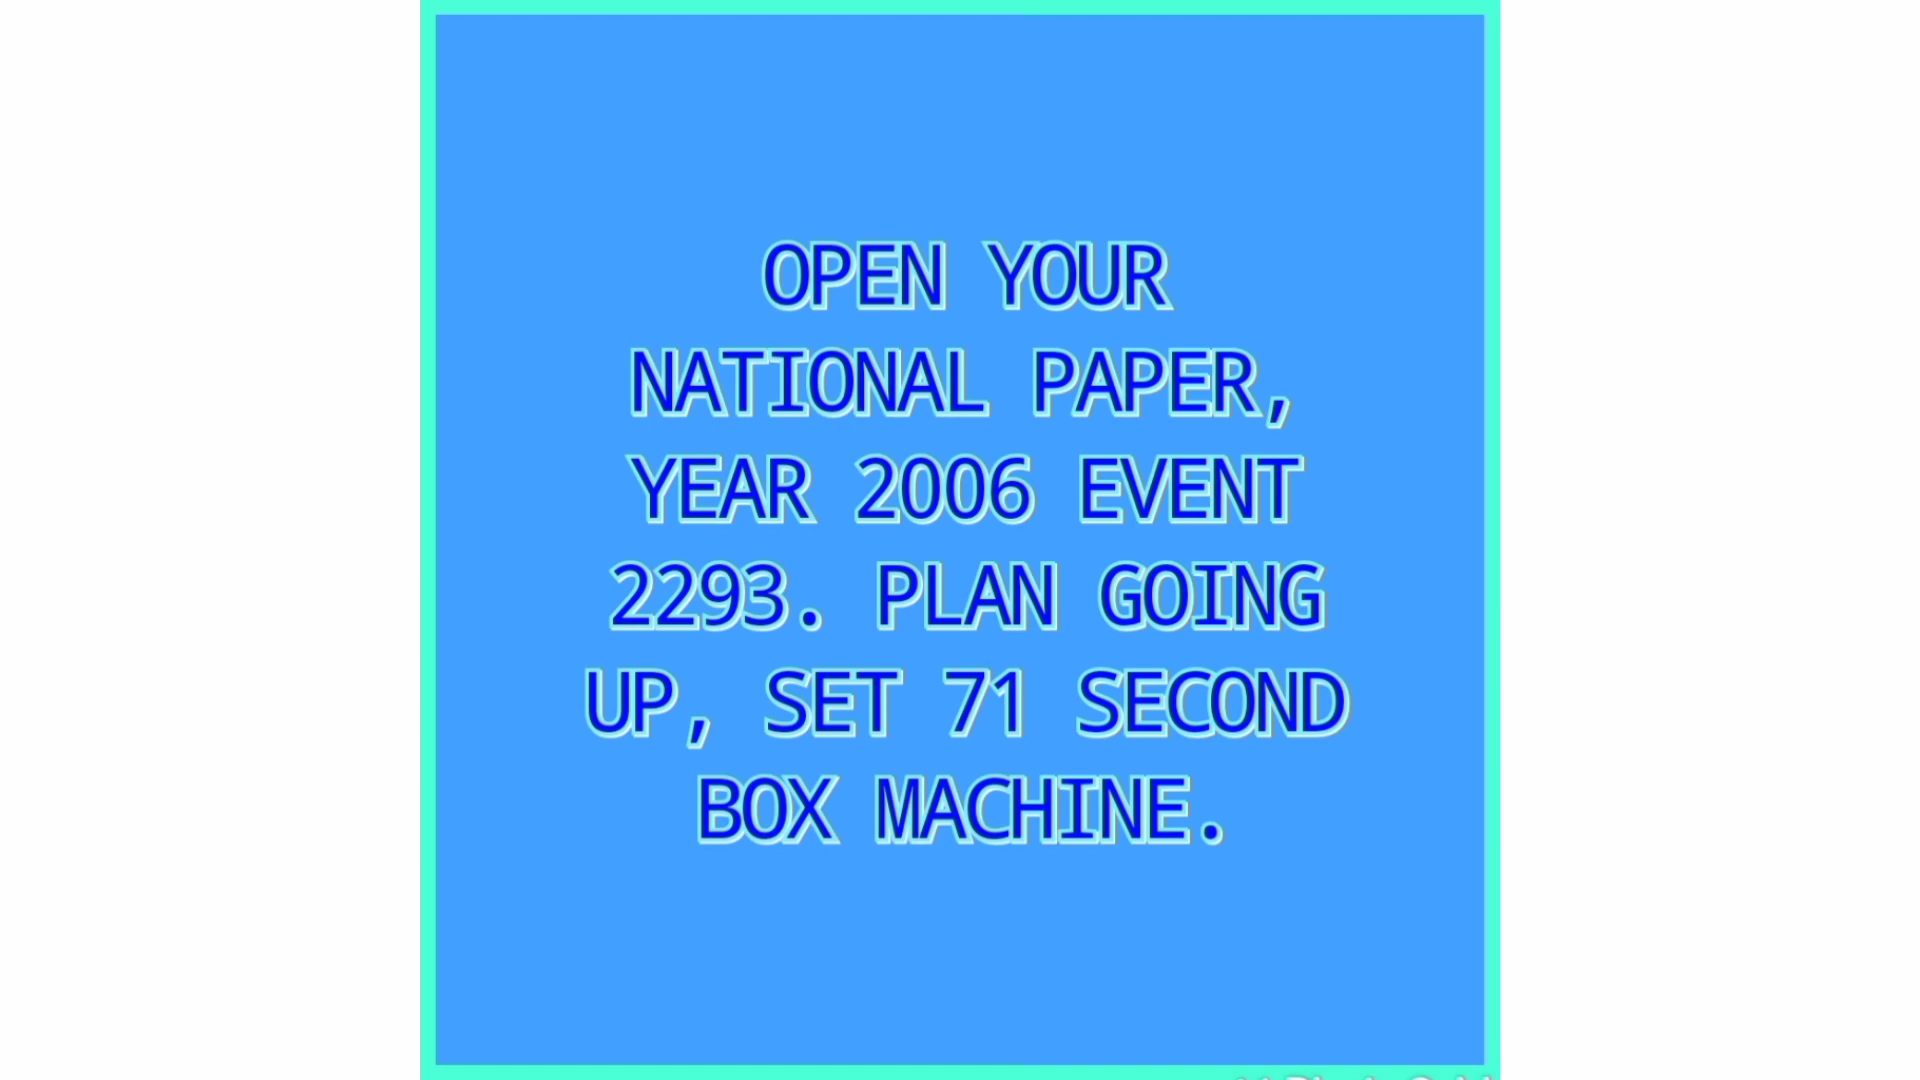 OPEN YOUR
NATIONAL PAPER,
YEAR 2006 EVENT
2293. PLAN GOING
UP, SET 71 SECOND
BOX MACHINE.